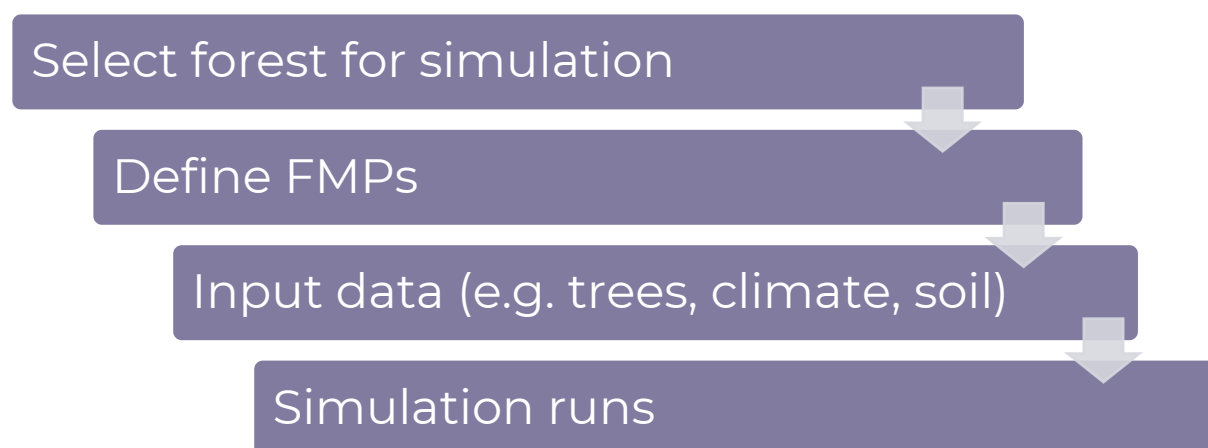 Select forest for simulation
Define FMPs
Input data (e.g. trees, climate, soil)
Simulation runs